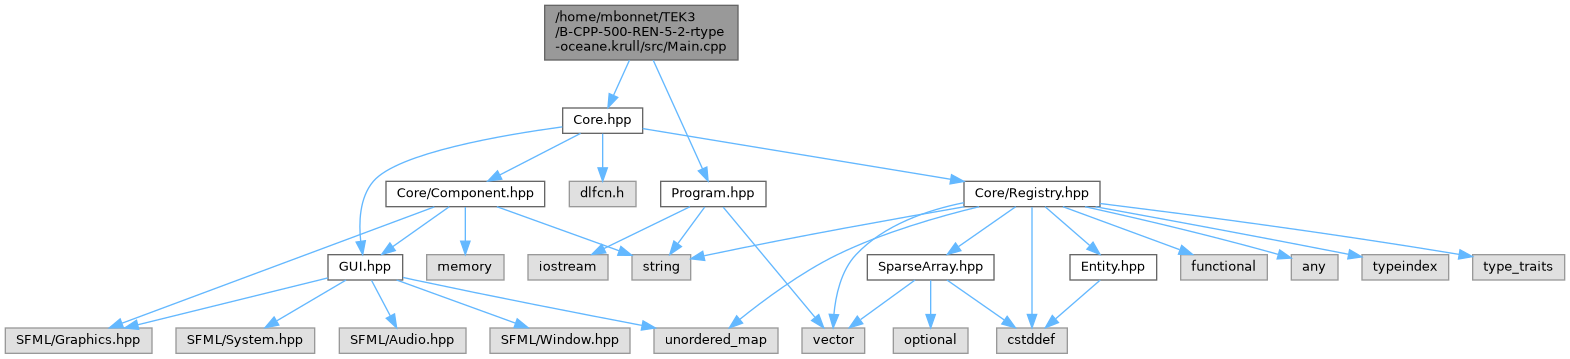 /home/mbonnet/TEK3
/B-CPP-500-REN-5-2-rtype
-oceane.krull/src/Main.cpp
Core.hpp
Core/Component.hpp
dlfcn.h
Program.hpp
Core/Registry.hpp
GUI.hpp
memory
iostream
string
SparseArray.hpp
Entity.hpp
functional
any
typeindex
type_traits
SFML/Graphics.hpp
SFML/System.hpp
SFML/Audio.hpp
SFML/Window.hpp
unordered_map
vector
optional
cstddef